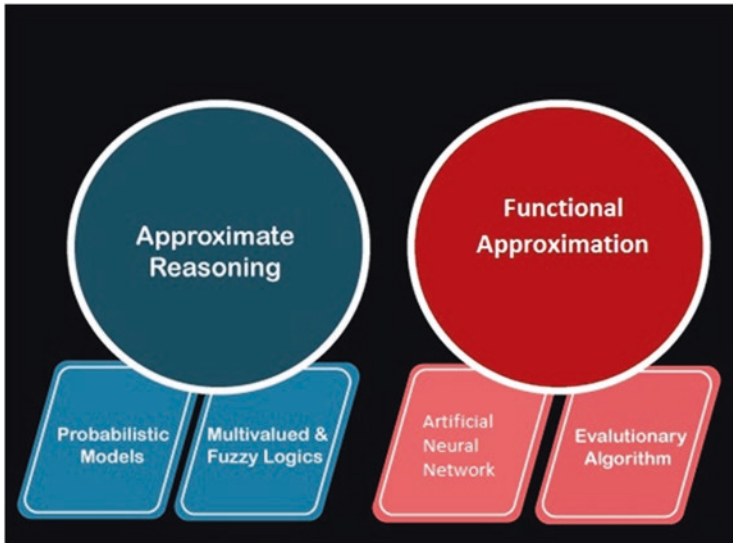 Approximate
Reasoning
Functional
Approximation
Probabilistic
Models
Multivalued &
Fuzzy Logics
Artificial
Neural
Network
Evalutionary
Algorithm